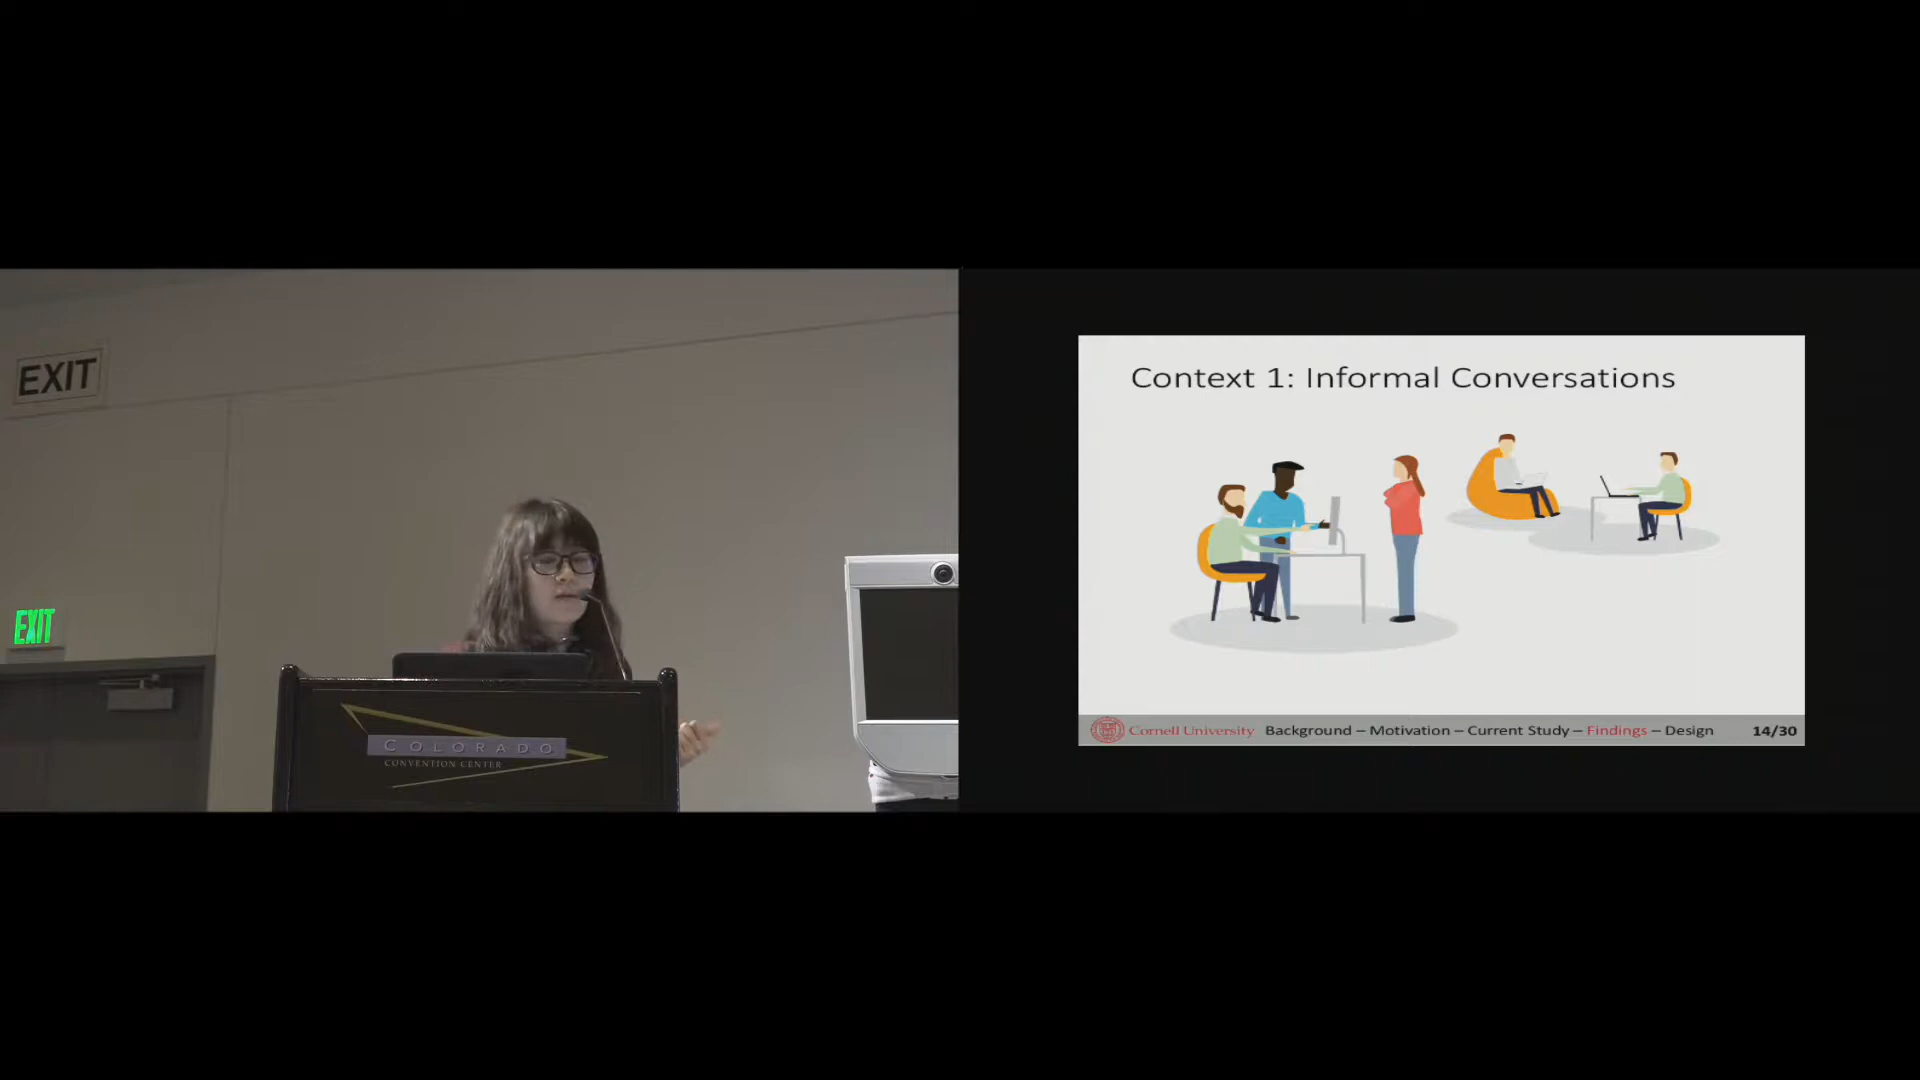 EXIT
EXIT
COLORADO
CONVENTION CENTER
Context 1: Informal Conversations
Cornell University Background – Motivation – Current Study – Findings – Design 14/30